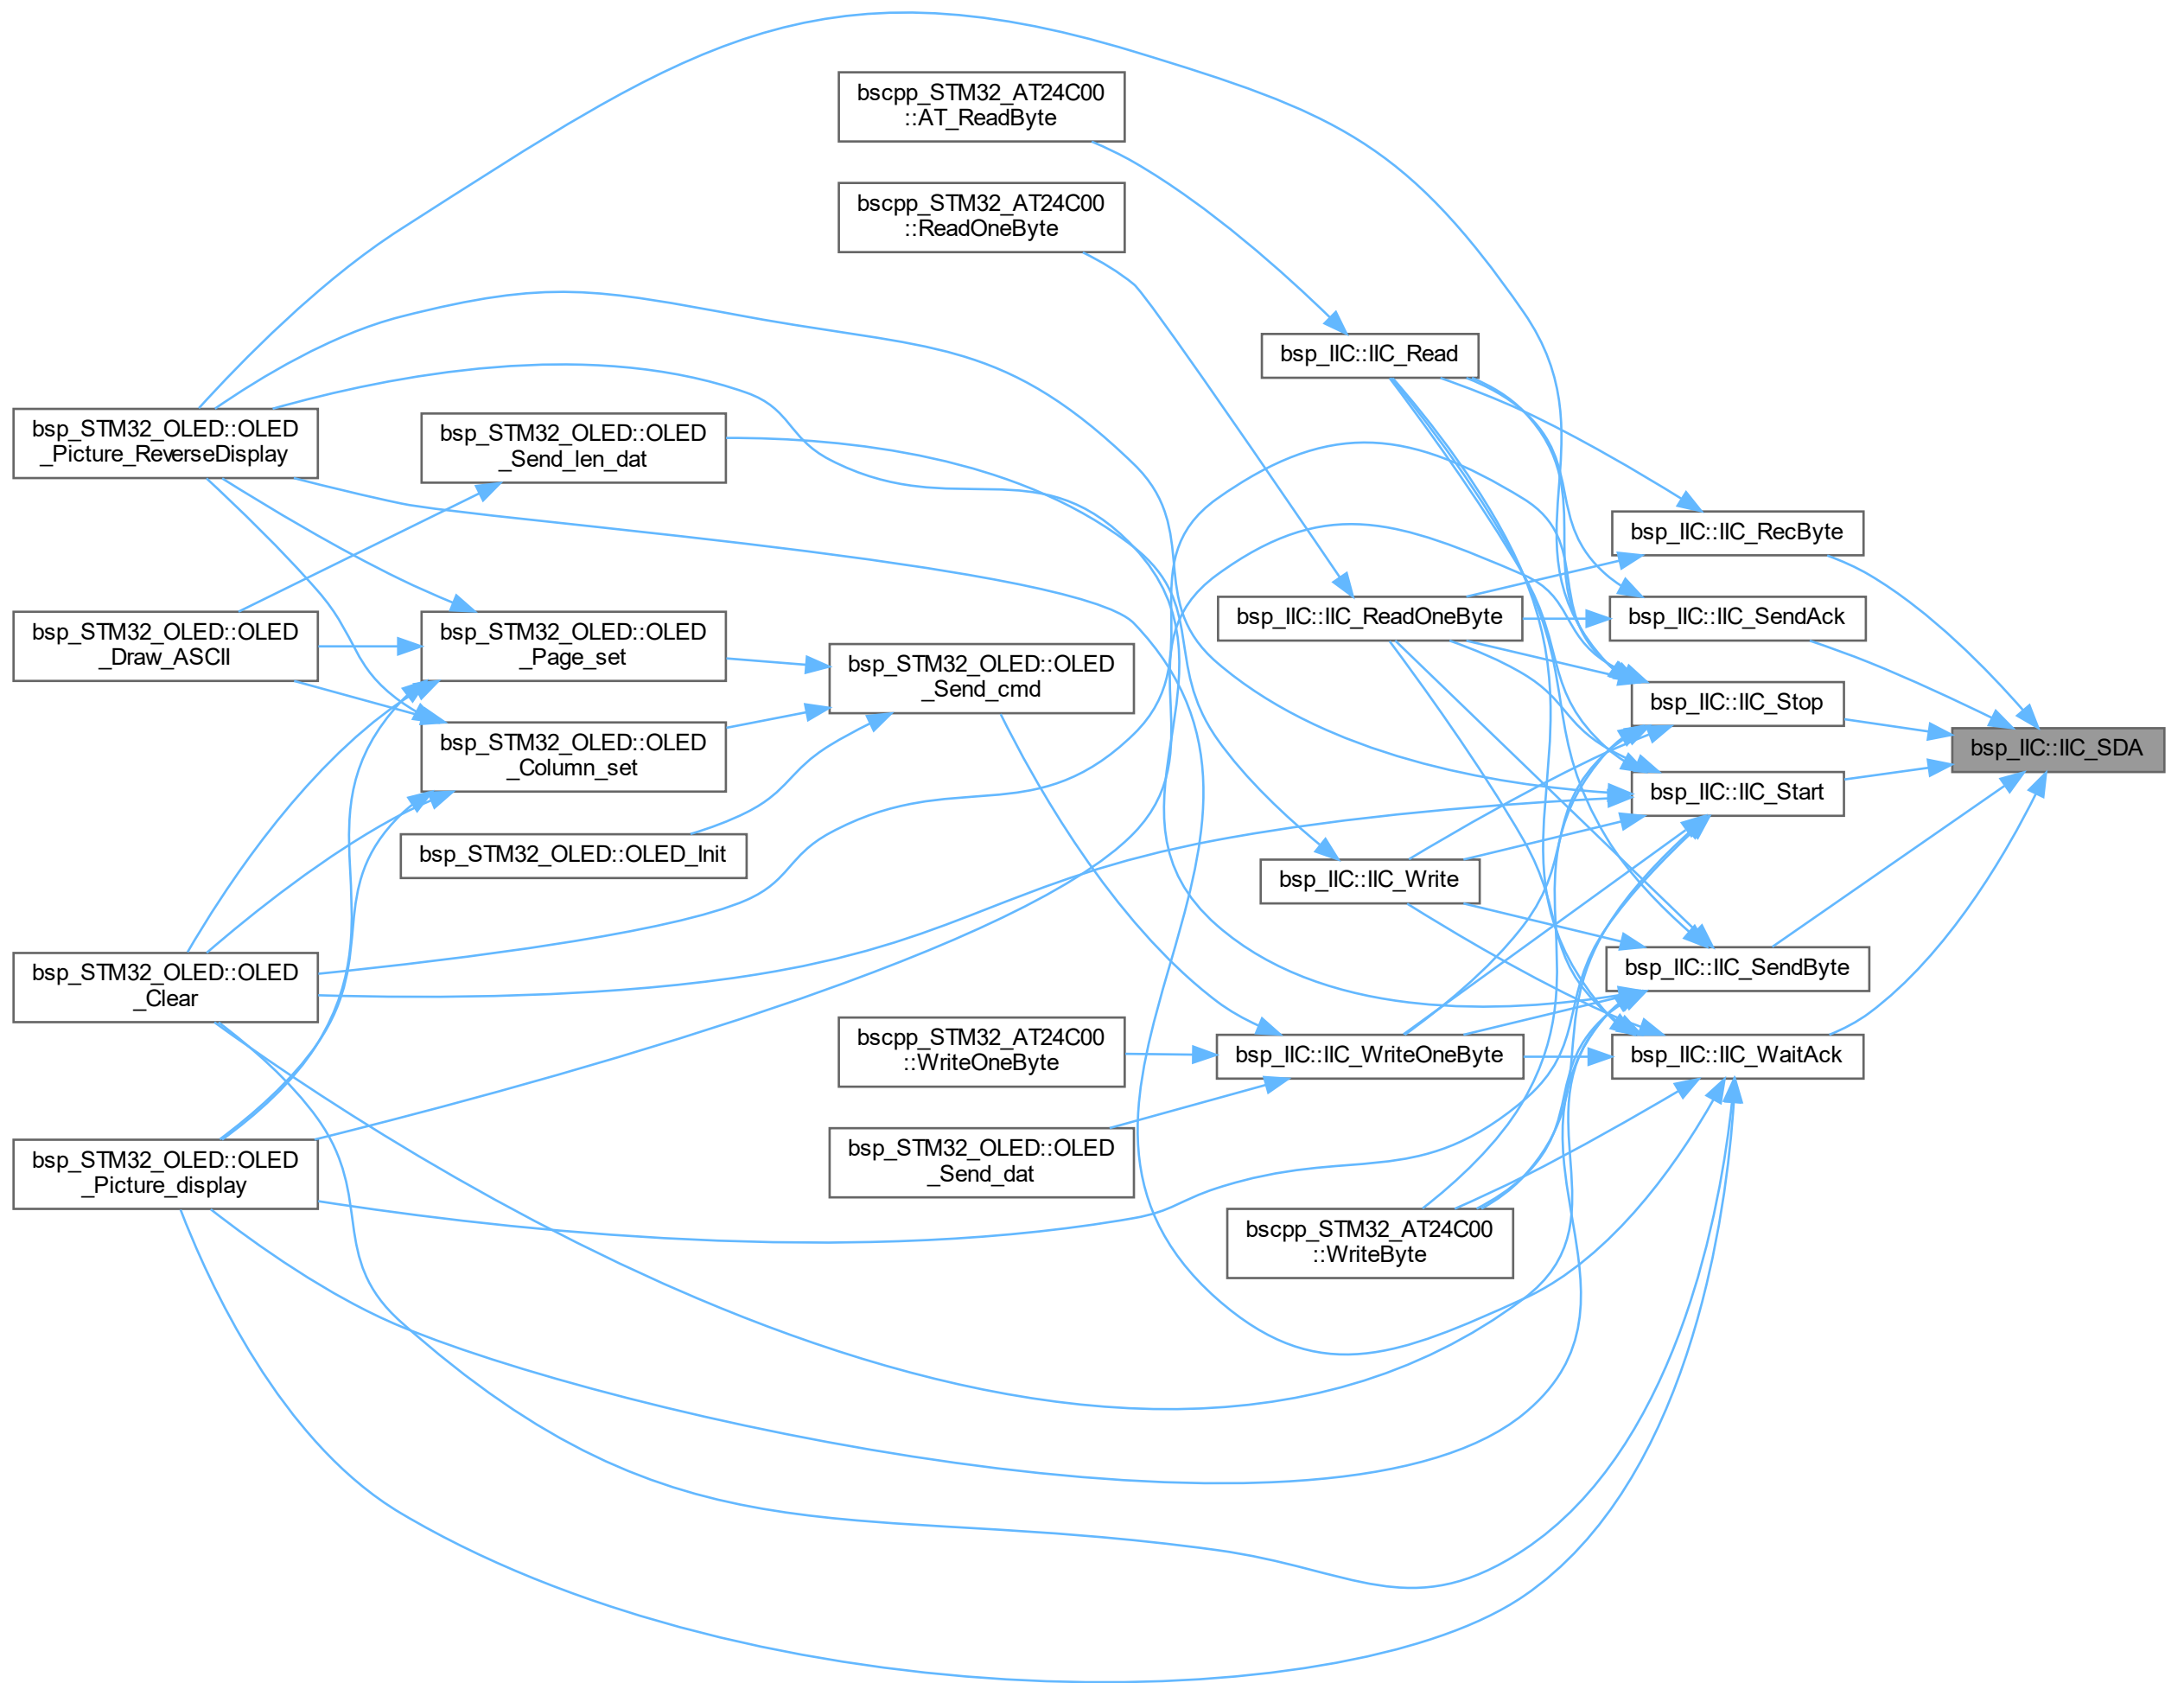 bscpp_STM32_AT24C00
::AT_ReadByte
bscpp_STM32_AT24C00
::ReadOneByte
bsp_IIC::IIC_Read
bsp_STM32_OLED::OLED
_Picture_ReverseDisplay
bsp_STM32_OLED::OLED
_Send_len_dat
bsp_IIC::IIC_RecByte
bsp_STM32_OLED::OLED
_Draw_ASCII
bsp_STM32_OLED::OLED
_Page_set
bsp_IIC::IIC_ReadOneByte
bsp_IIC::IIC_SendAck
bsp_STM32_OLED::OLED
_Send_cmd
bsp_IIC::IIC_Stop
bsp_STM32_OLED::OLED
_Column_set
bsp_IIC::IIC_SDA
bsp_IIC::IIC_Start
bsp_STM32_OLED::OLED_Init
bsp_IIC::IIC_Write
bsp_STM32_OLED::OLED
_Clear
bsp_IIC::IIC_SendByte
bscpp_STM32_AT24C00
::WriteOneByte
bsp_IIC::IIC_WriteOneByte
bsp_IIC::IIC_WaitAck
bsp_STM32_OLED::OLED
_Picture_display
bsp_STM32_OLED::OLED
_Send_dat
bscpp_STM32_AT24C00
::WriteByte